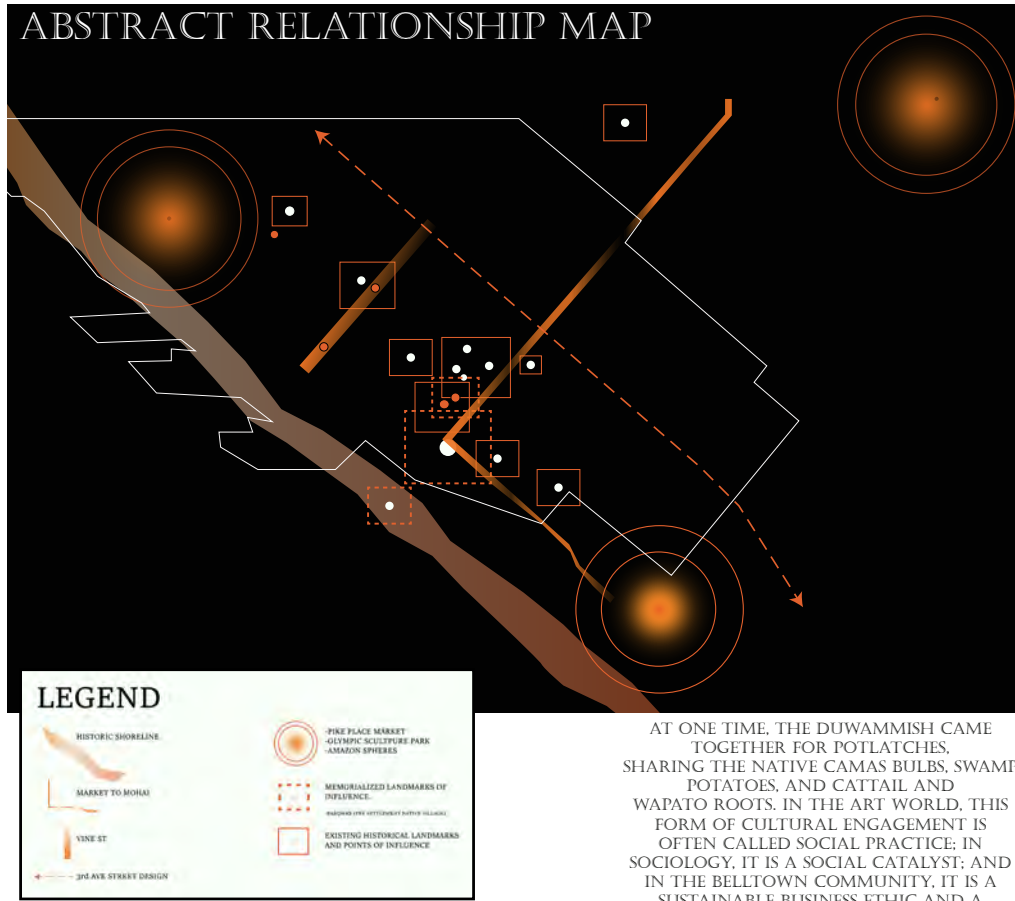 ABSTRACT RELATIONSHIP MAP
LEGEND
HISTORIC SHORELINE
MARKET TO MOHAI
VINE ST
3rd AVE STREET DESIGN
-PIKE PLACE MARKET
-OLYMPIC SCULTPURE PARK
-AMAZON SPHERES
MEMORIALIZED LANDMARKS OF
INFLUENCE.
EXISTING HISTORICAL LANDMARKS
AND POINTS OF INFLUENCE
AT ONE TIME, THE DUWAMMISH CAME
TOGETHER FOR POTLATCHES,
SHARING THE NATIVE CAMAS BULBS, SWAMP
POTATOES, AND CATTAIL AND
WAPATO ROOTS. IN THE ART WORLD, THIS
FORM OF CULTURAL ENGAGEMENT IS
OFTEN CALLED SOCIAL PRACTICE; IN
SOCIOLOGY, IT IS A SOCIAL CATALYST; AND
IN THE BELLTOWN COMMUNITY, IT IS A
SUSTAINABLE BUSINESS ETHIC AND A